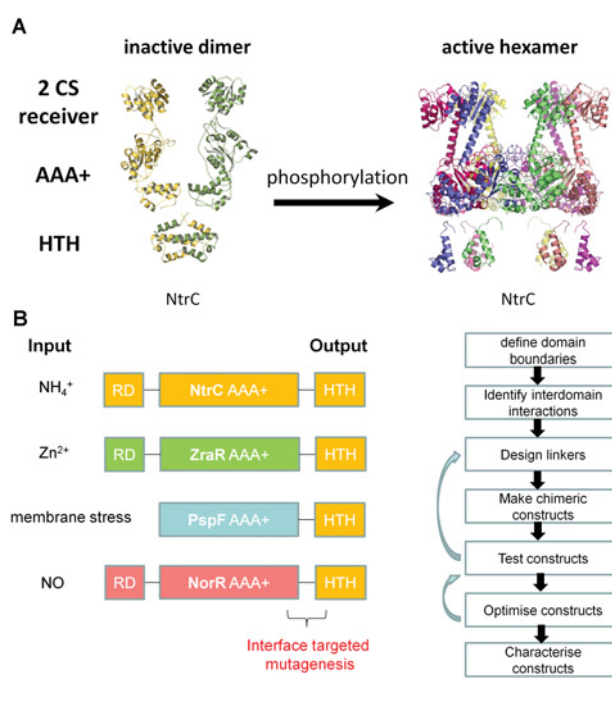 A
inactive dimer
active hexamer
2 CS
receiver
AAA+
HTH
phosphorylation
NtrC
NtrC
B
Input
Output
NH₄⁺
RD
NtrC AAA+
HTH
Zn²⁺
RD
ZraR AAA+
HTH
membrane stress
PspF AAA+
HTH
NO
RD
NorR AAA+
HTH
Interface targeted
mutagenesis
define domain
boundaries
Identify interdomain
interactions
Design linkers
Make chimeric
constructs
Test constructs
Optimise constructs
Characterise
constructs